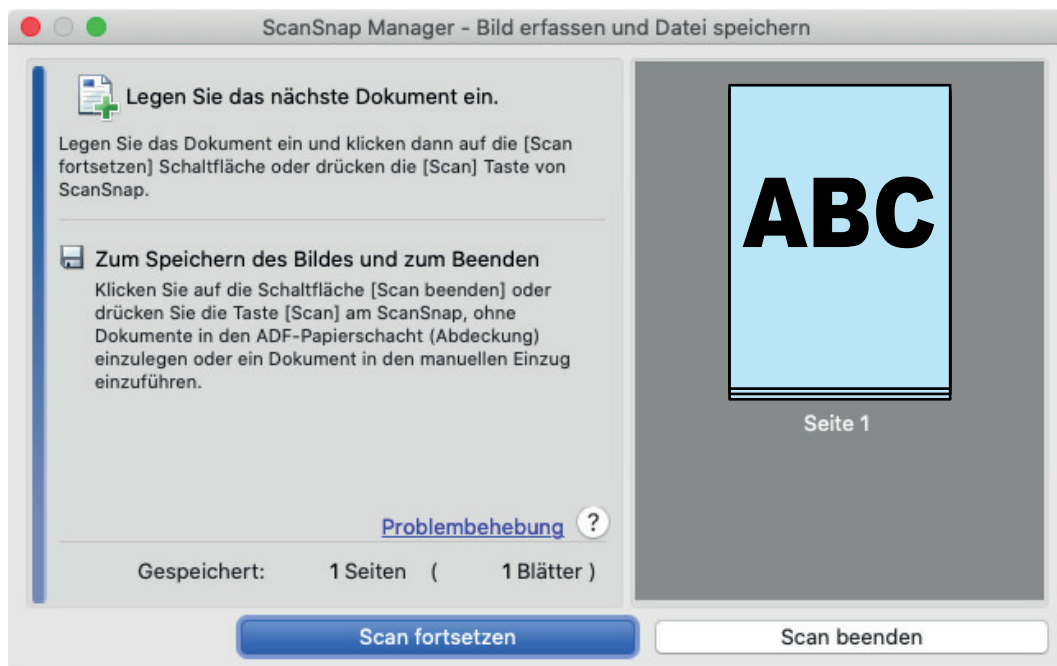 ScanSnap Manager - Bild erfassen und Datei speichern
Legen Sie das nächste Dokument ein.
Legen Sie das Dokument ein und klicken dann auf die [Scan
fortsetzen] Schaltfläche oder drücken die [Scan] Taste von
ScanSnap.
Zum Speichern des Bildes und zum Beenden
Klicken Sie auf die Schaltfläche [Scan beenden] oder
drücken Sie die Taste [Scan] am ScanSnap, ohne
Dokumente in den ADF-Papierschacht (Abdeckung)
einzulegen oder ein Dokument in den manuellen Einzug
einzuführen.
Problembehebung ?
Gespeichert: 1 Seiten ( 1 Blätter )
ABC
Seite 1
Scan fortsetzen
Scan beenden